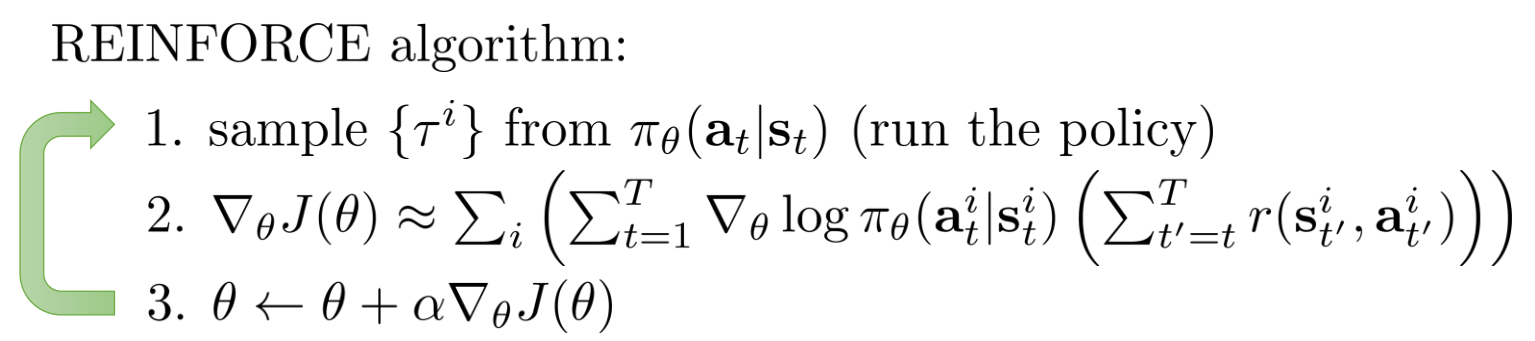 REINFORCE algorithm:
1. sample {τ^i} from π_θ(a_t|s_t) (run the policy)
2. ∇_θ J(θ) ≈ ∑_i (∑_{t=1}^T ∇_θ log π_θ(a_t^i|s_t^i) (∑_{t'=t}^T r(s_{t'}^i, a_{t'}^i)))
3. θ ← θ + α∇_θ J(θ)